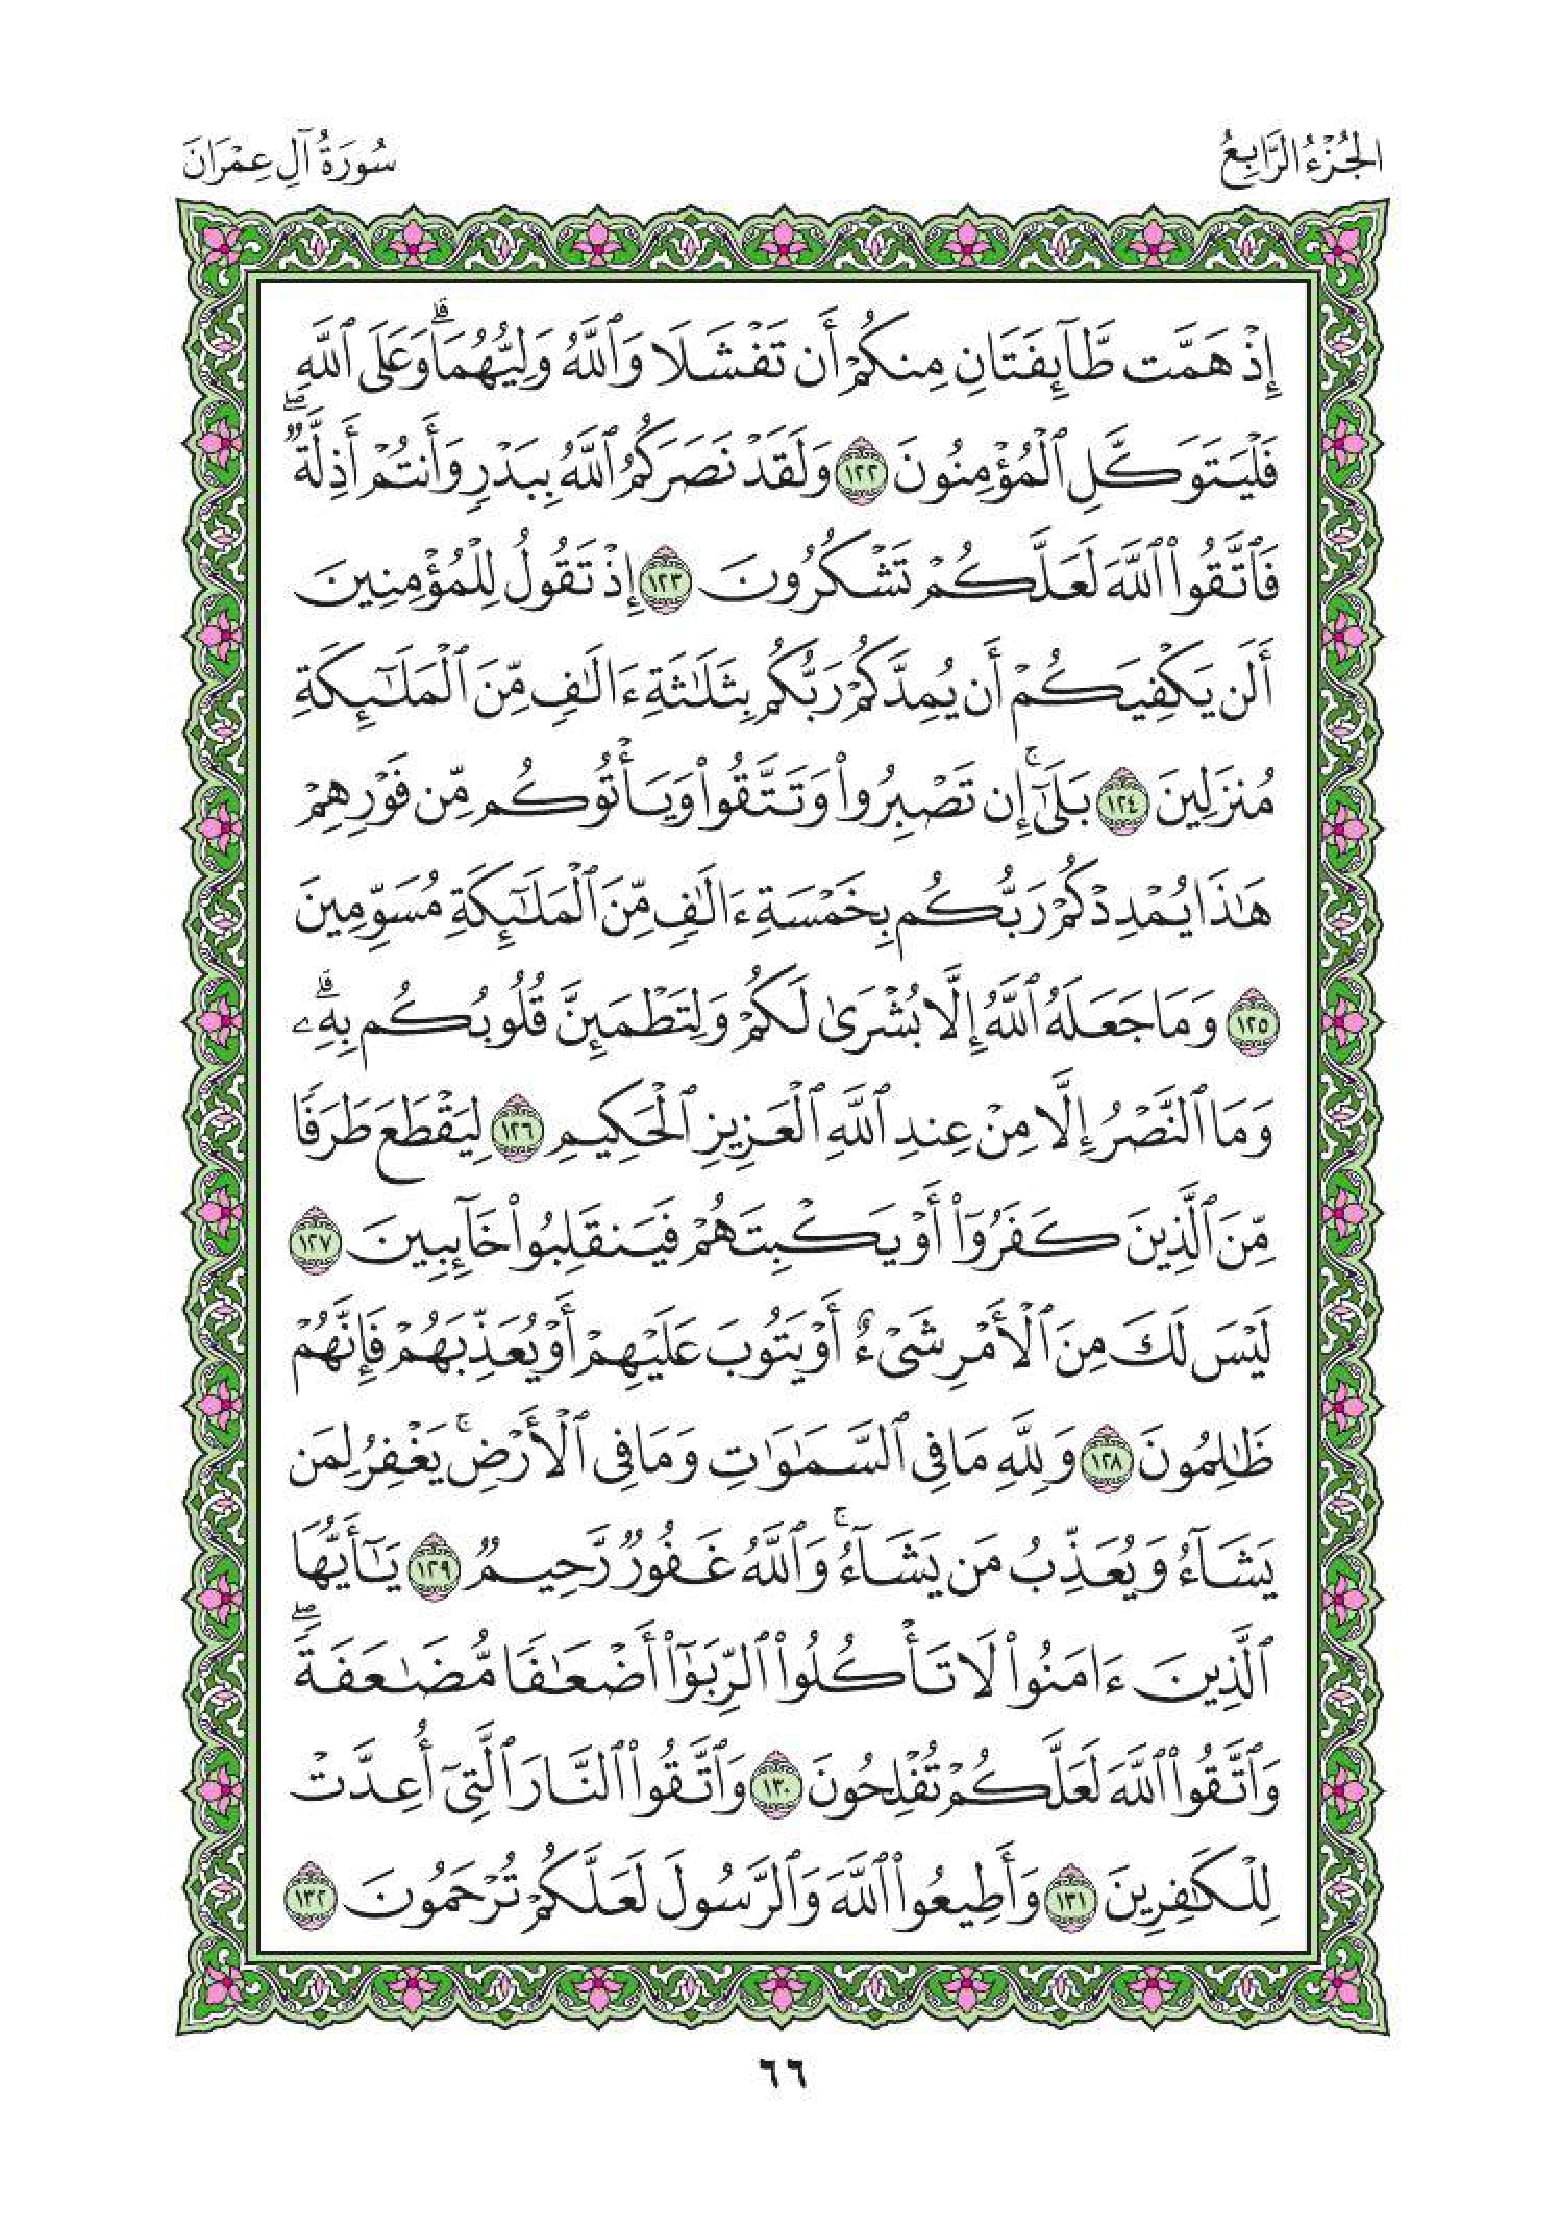 الجُزْءُ الرَّابِعُ
سُورَةُ آلِ عِمْرَانَ
إِذْ هَمَّت طَّآئِفَتَانِ مِنكُمْ أَن تَفْشَلَا وَٱللَّهُ وَلِيُّهُمَاۗ وَعَلَى ٱللَّهِ
فَلْيَتَوَكَّلِ ٱلْمُؤْمِنُونَ ١٢٢ وَلَقَدْ نَصَرَكُمُ ٱللَّهُ بِبَدْرٍ وَأَنتُمْ أَذِلَّةٌۖ
فَٱتَّقُوا۟ ٱللَّهَ لَعَلَّكُمْ تَشْكُرُونَ ١٢٣ إِذْ تَقُولُ لِلْمُؤْمِنِينَ
أَلَن يَكْفِيَكُمْ أَن يُمِدَّكُمْ رَبُّكُم بِثَلَٰثَةِ ءَالَٰفٍ مِّنَ ٱلْمَلَٰٓئِكَةِ
مُنزَلِينَ ١٢٤ بَلَىٰٓۚ إِن تَصْبِرُوا۟ وَتَتَّقُوا۟ وَيَأْتُوكُم مِّن فَوْرِهِمْ
هَٰذَا يُمْدِدْكُمْ رَبُّكُم بِخَمْسَةِ ءَالَٰفٍ مِّنَ ٱلْمَلَٰٓئِكَةِ مُسَوِّمِينَ
١٢٥ وَمَا جَعَلَهُ ٱللَّهُ إِلَّا بُشْرَىٰ لَكُمْ وَلِتَطْمَئِنَّ قُلُوبُكُم بِهِۦۗ
وَمَا ٱلنَّصْرُ إِلَّا مِنْ عِندِ ٱللَّهِ ٱلْعَزِيزِ ٱلْحَكِيمِ ١٢٦ لِيَقْطَعَ طَرَفًا
مِّنَ ٱلَّذِينَ كَفَرُوٓا۟ أَوْ يَكْبِتَهُمْ فَيَنقَلِبُوا۟ خَآئِبِينَ ١٢٧
لَيْسَ لَكَ مِنَ ٱلْأَمْرِ شَىْءٌ أَوْ يَتُوبَ عَلَيْهِمْ أَوْ يُعَذِّبَهُمْ فَإِنَّهُمْ
ظَٰلِمُونَ ١٢٨ وَلِلَّهِ مَا فِى ٱلسَّمَٰوَٰتِ وَمَا فِى ٱلْأَرْضِۚ يَغْفِرُ لِمَن
يَشَآءُ وَيُعَذِّبُ مَن يَشَآءُۚ وَٱللَّهُ غَفُورٌ رَّحِيمٌ ١٢٩ يَٰٓأَيُّهَا
ٱلَّذِينَ ءَامَنُوا۟ لَا تَأْكُلُوا۟ ٱلرِّبَوٰٓا۟ أَضْعَٰفًا مُّضَٰعَفَةًۖ
وَٱتَّقُوا۟ ٱللَّهَ لَعَلَّكُمْ تُفْلِحُونَ ١٣٠ وَٱتَّقُوا۟ ٱلنَّارَ ٱلَّتِىٓ أُعِدَّتْ
لِلْكَٰفِرِينَ ١٣١ وَأَطِيعُوا۟ ٱللَّهَ وَٱلرَّسُولَ لَعَلَّكُمْ تُرْحَمُونَ ١٣٢
٦٦